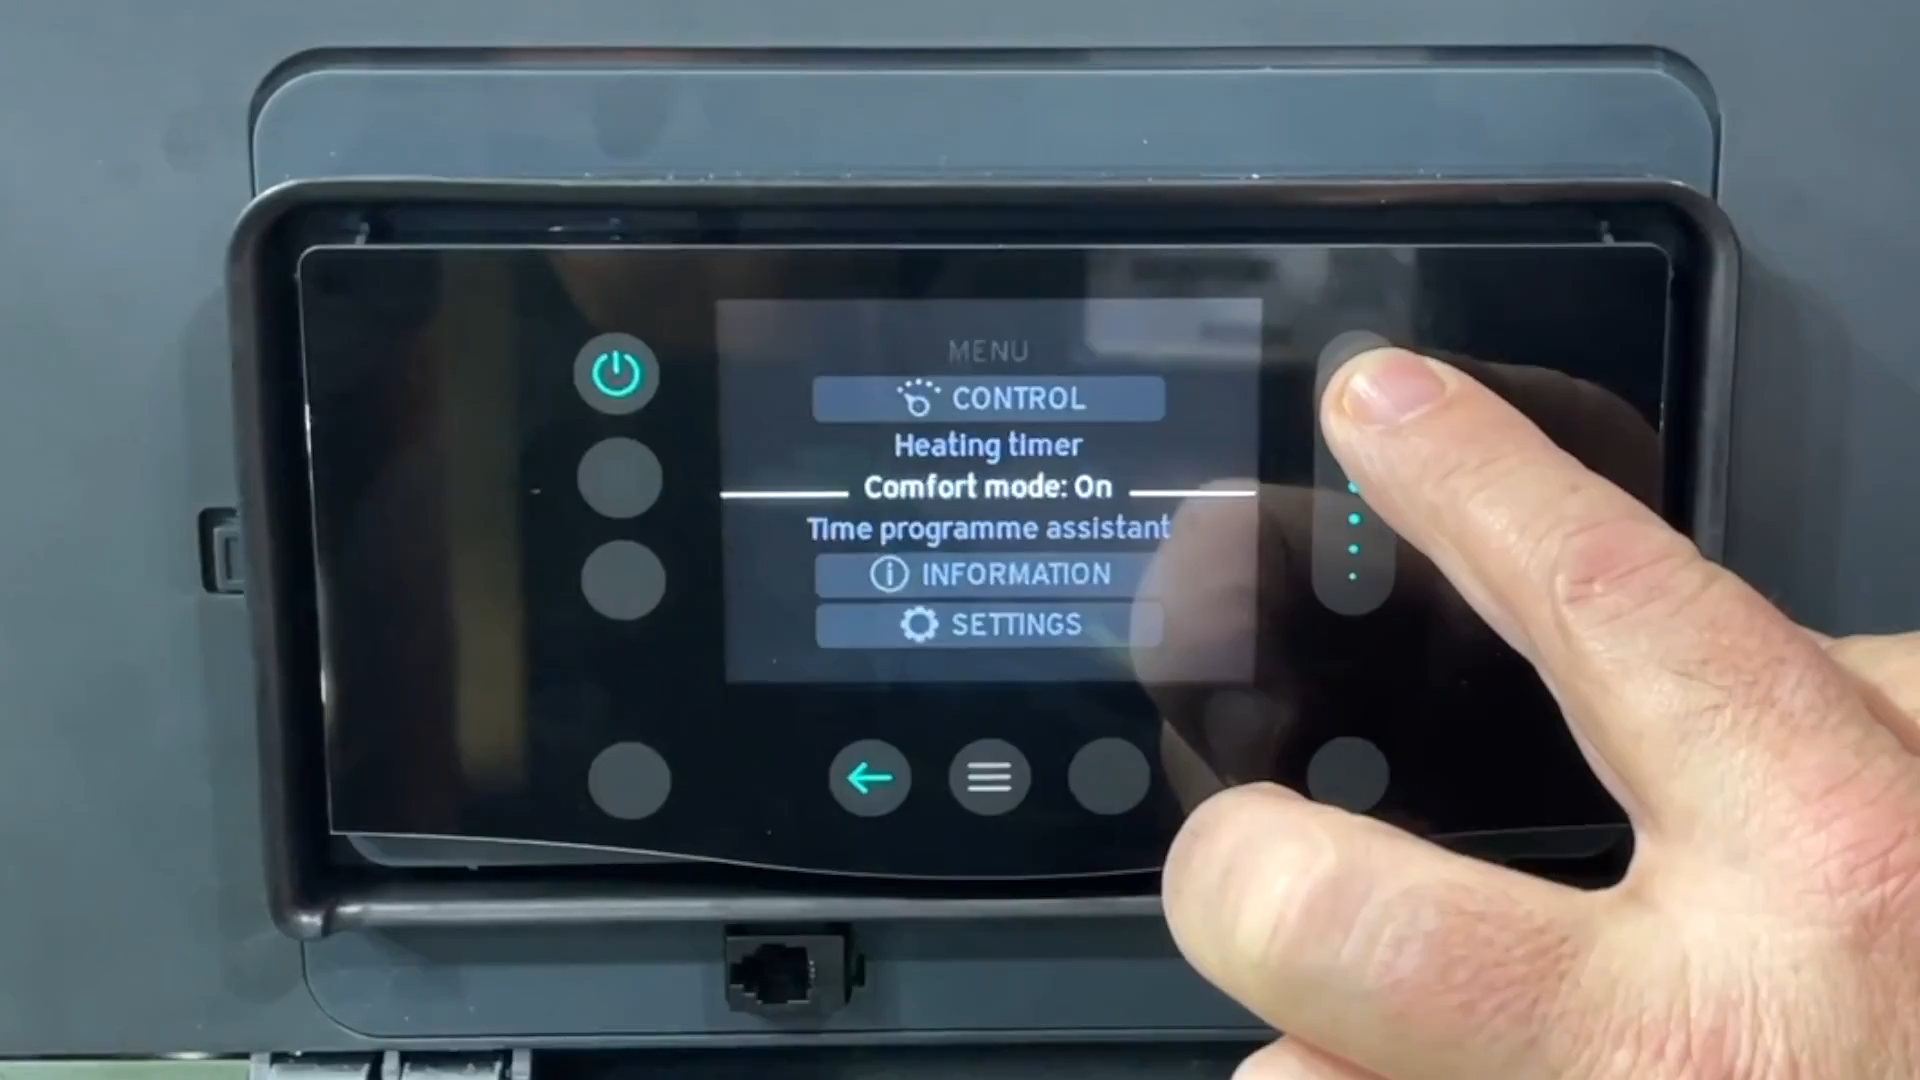 MENU
CONTROL
Heating timer
Comfort mode: On
Time programme assistant
INFORMATION
SETTINGS